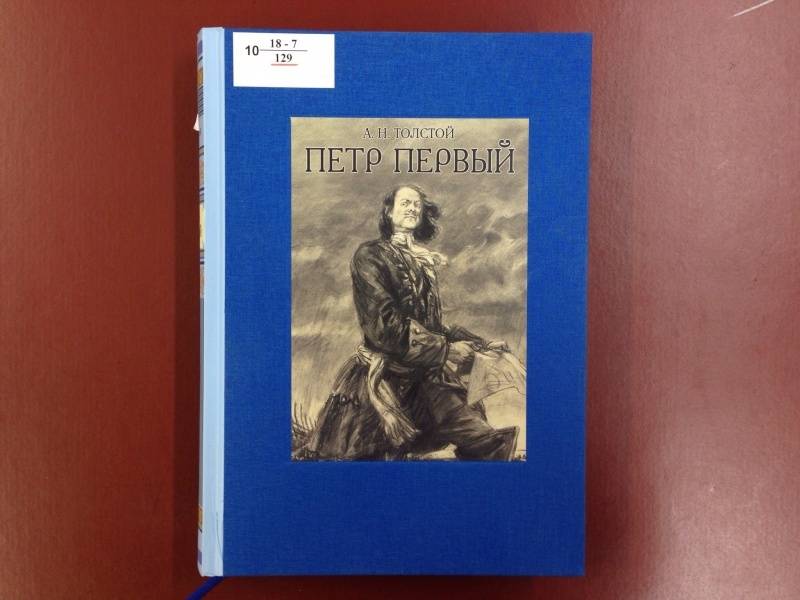 10 18 - 7
129
А. Н. ТОЛСТОЙ
ПЕТР ПЕРВЫЙ